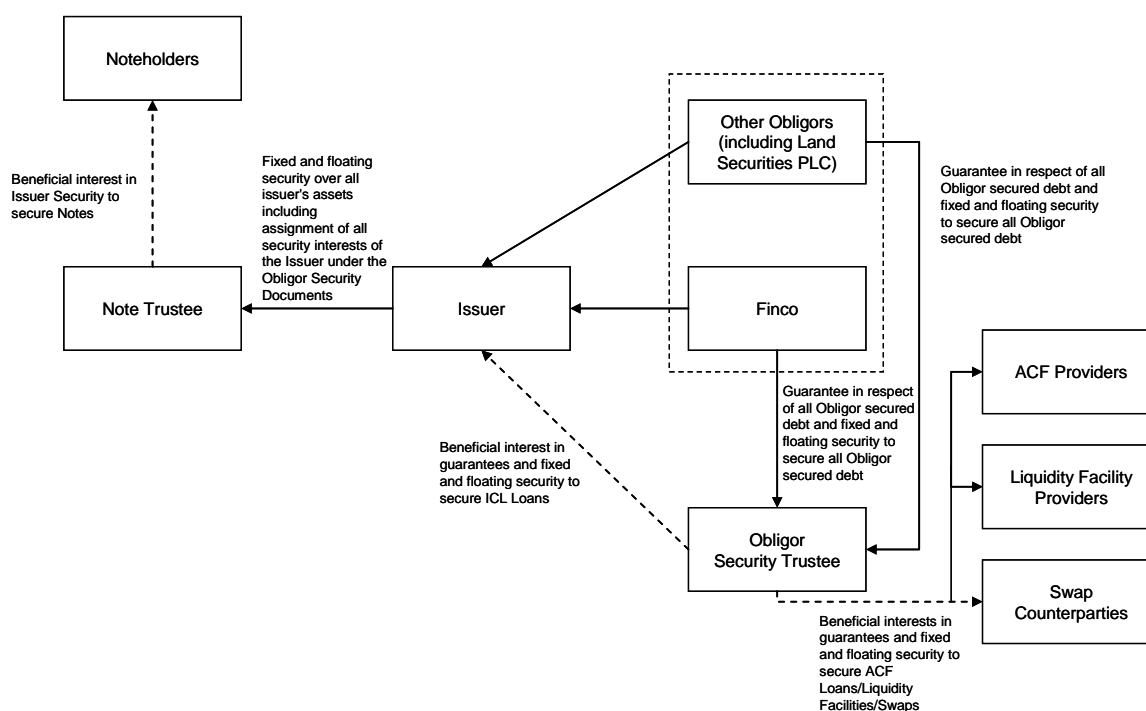 Noteholders
Other Obligors
(including Land
Securities PLC)
Fixed and floating
security over all
issuer's assets
including
assignment of all
security interests of
the Issuer under the
Obligor Security
Documents
Beneficial interest in
Issuer Security to
secure Notes
Guarantee in respect of all
Obligor secured debt and
fixed and floating security
to secure all Obligor
secured debt
Note Trustee
Issuer
Finco
ACF Providers
Guarantee in respect
of all Obligor secured
debt and fixed and
floating security to
secure all Obligor
secured debt
Beneficial interest in
guarantees and fixed
and floating security to
secure ICL Loans
Liquidity Facility
Providers
Obligor
Security Trustee
Swap
Counterparties
Beneficial interests in
guarantees and fixed
and floating security to
secure ACF
Loans/Liquidity
Facilities/Swaps